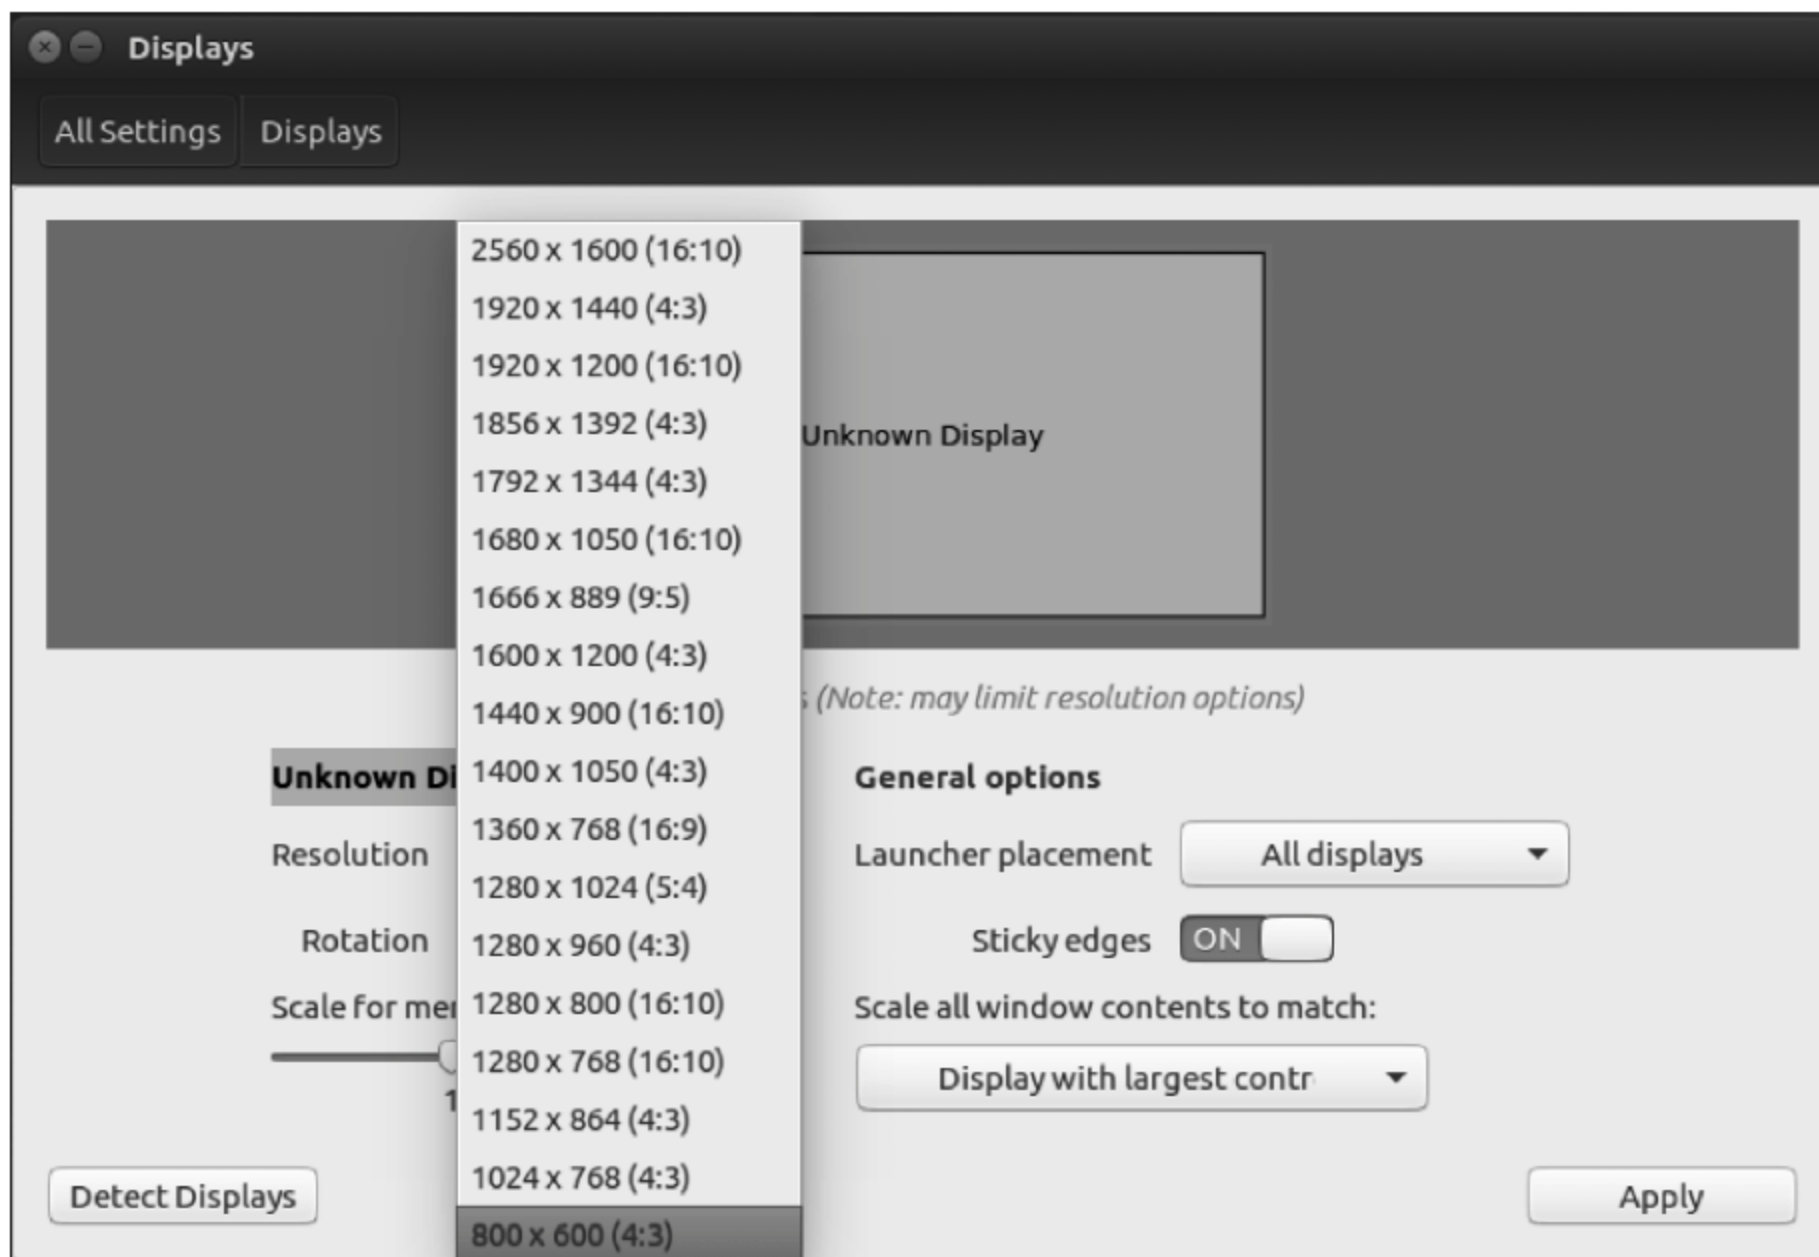 Displays
All Settings Displays
2560 x 1600 (16:10)
1920 x 1440 (4:3)
1920 x 1200 (16:10)
1856 x 1392 (4:3)
1792 x 1344 (4:3)
1680 x 1050 (16:10)
1666 x 889 (9:5)
1600 x 1200 (4:3)
1440 x 900 (16:10)
1400 x 1050 (4:3)
1360 x 768 (16:9)
1280 x 1024 (5:4)
1280 x 960 (4:3)
1280 x 800 (16:10)
1280 x 768 (16:10)
1152 x 864 (4:3)
1024 x 768 (4:3)
800 x 600 (4:3)
Unknown Display
(Note: may limit resolution options)
Unknown Di
Resolution
Rotation
Scale for
General options
Launcher placement All displays
Sticky edges ON
Scale all window contents to match:
Display with largest contr
Detect Displays
Apply